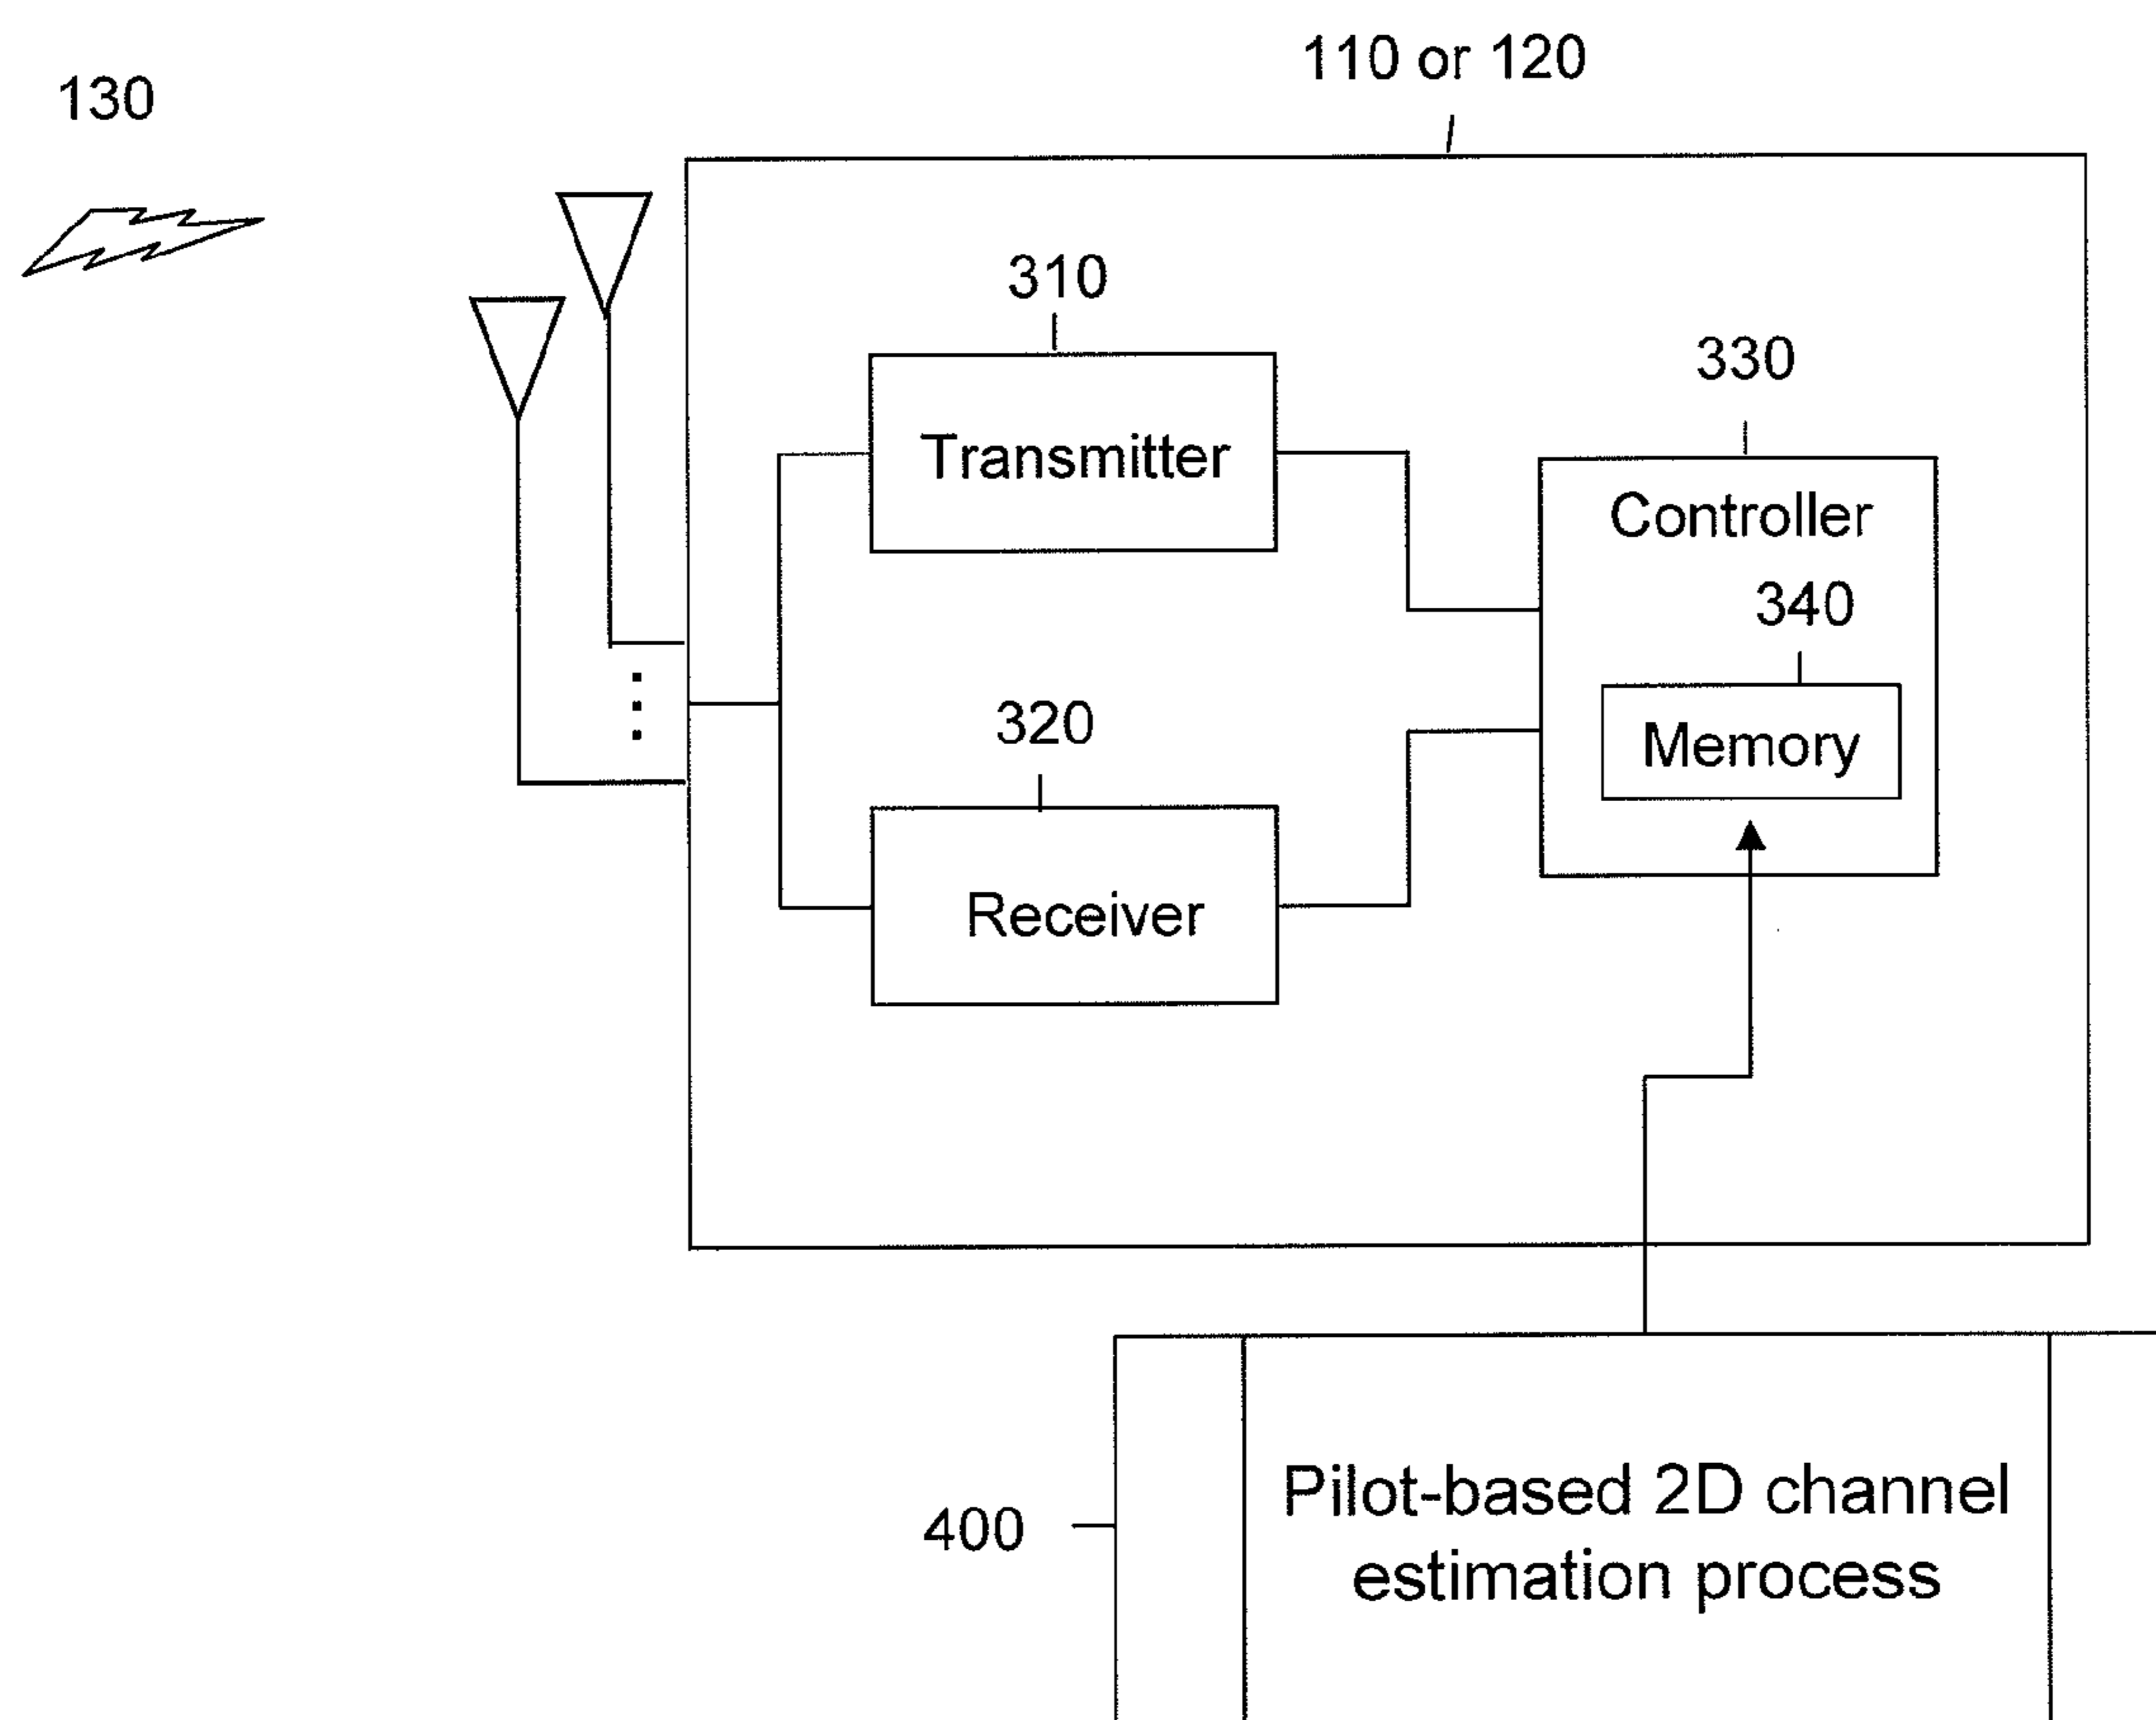 110 or 120
130
310
330
Transmitter
Controller
340
320
Memory
Receiver
400
Pilot-based 2D channel
estimation process